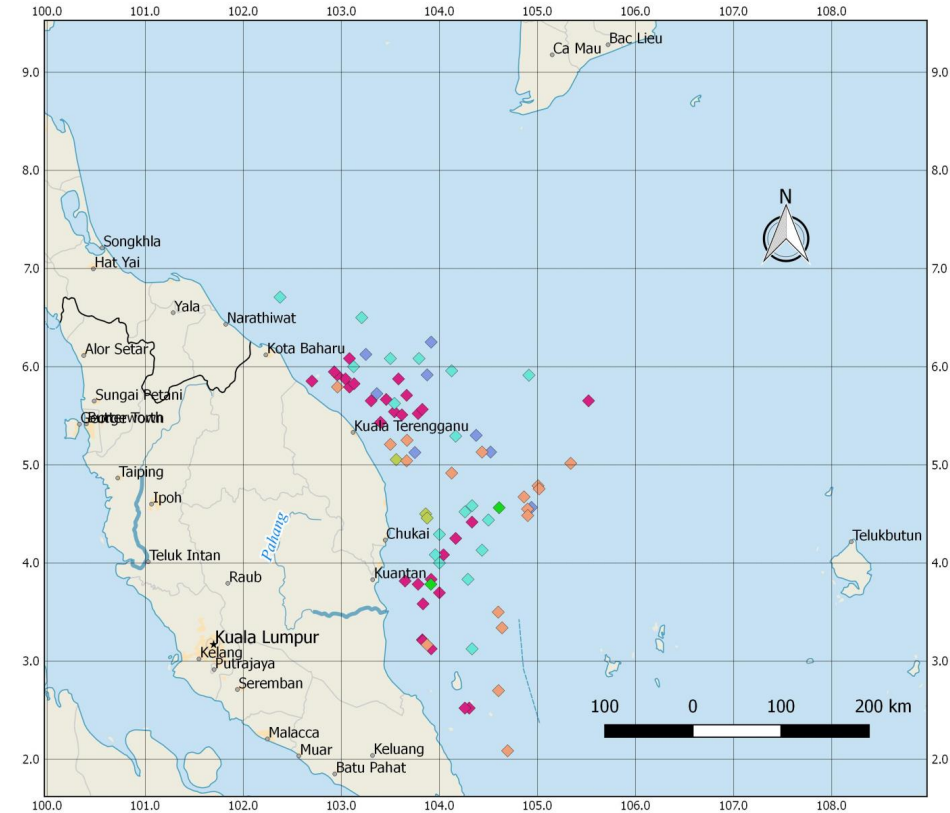 100.0 101.0 102.0 103.0 104.0 105.0 106.0 107.0 108.0
Bac Lieu
Ca Mau
9.0 9.0
8.0 8.0
N
Songkhla
Hat Yai
7.0 7.0
Yala
Narathiwat
Alor Setar
Kota Baharu
6.0 6.0
Sungai Petani
Butterworth
Kuala Terengganu
5.0 5.0
Taiping
Ipoh
Pahang
Chukai
Telukbutun
Teluk Intan
4.0 4.0
Raub
Kuantan
Kuala Lumpur
Kelang
3.0 3.0
Putrajaya
Seremban
100 0 100 200 km
Malacca
Muar
Keluang
2.0 2.0
Batu Pahat
100.0 101.0 102.0 103.0 104.0 105.0 106.0 107.0 108.0